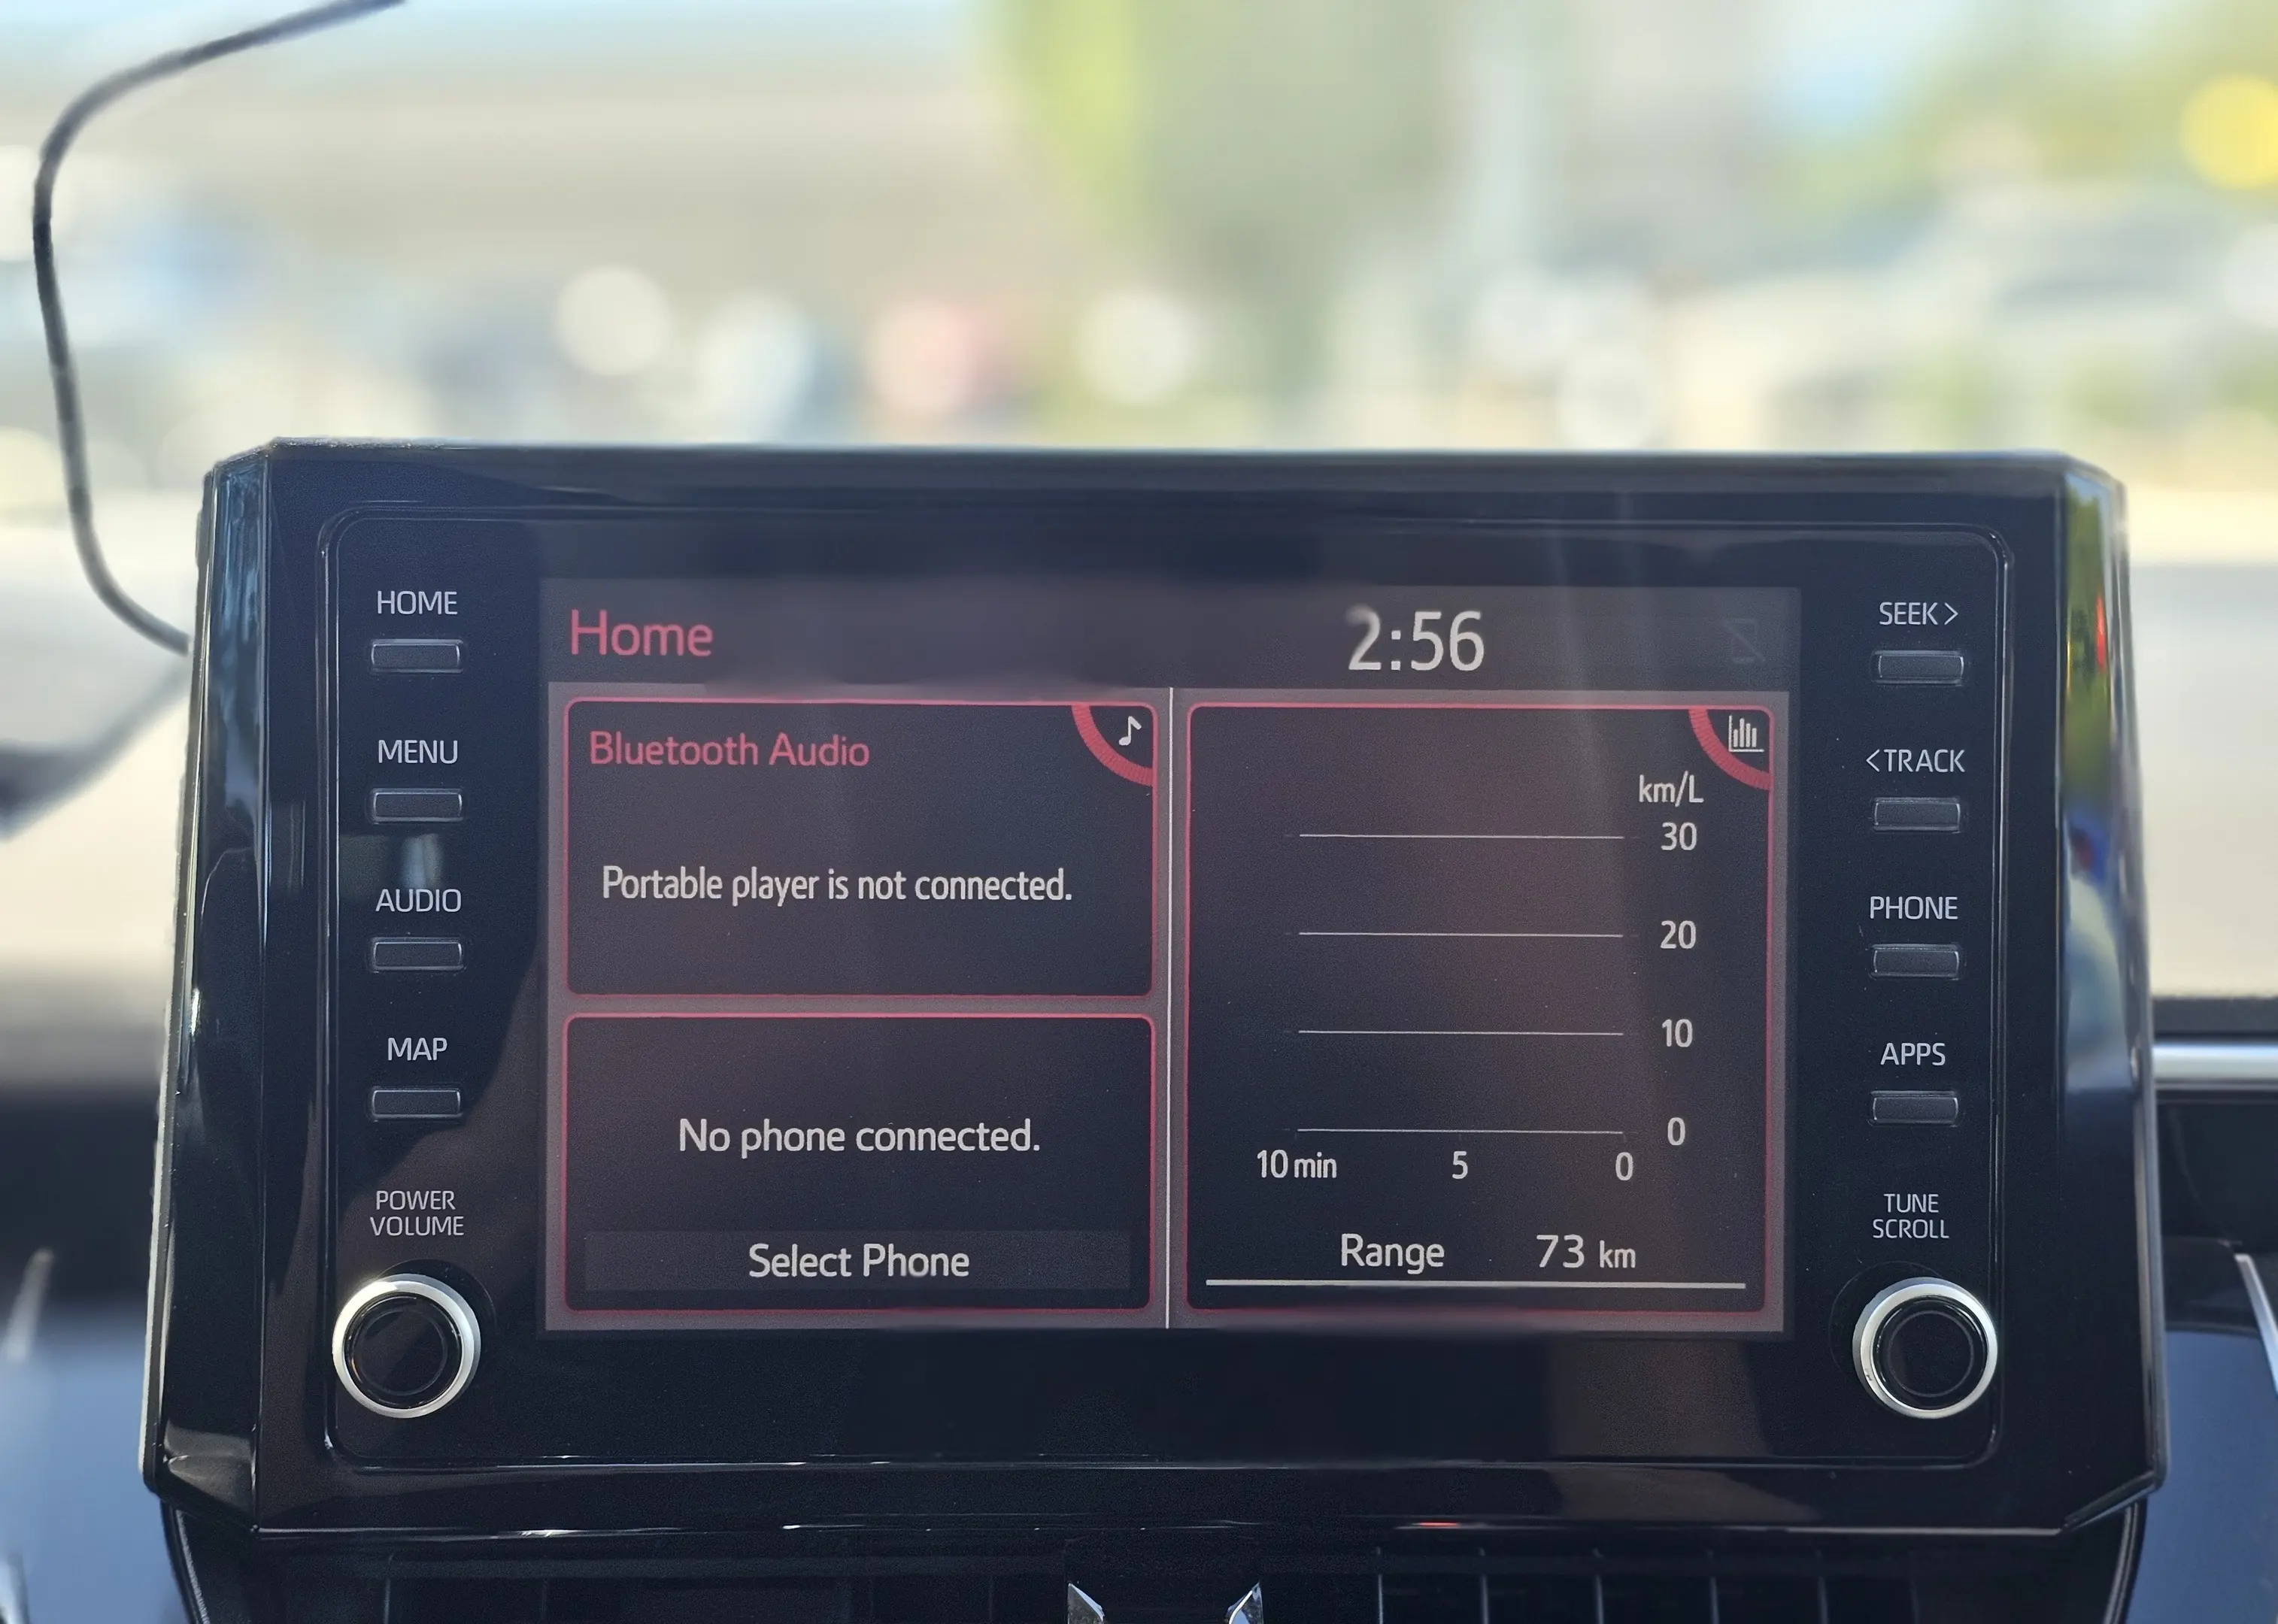 HOME
MENU
AUDIO
MAP
POWER
VOLUME
Home
2:56
Bluetooth Audio
Portable player is not connected.
No phone connected.
Select Phone
km/L
30
20
10
0
10 min 5 0
Range 73 km
SEEK >
< TRACK
PHONE
APPS
TUNE
SCROLL